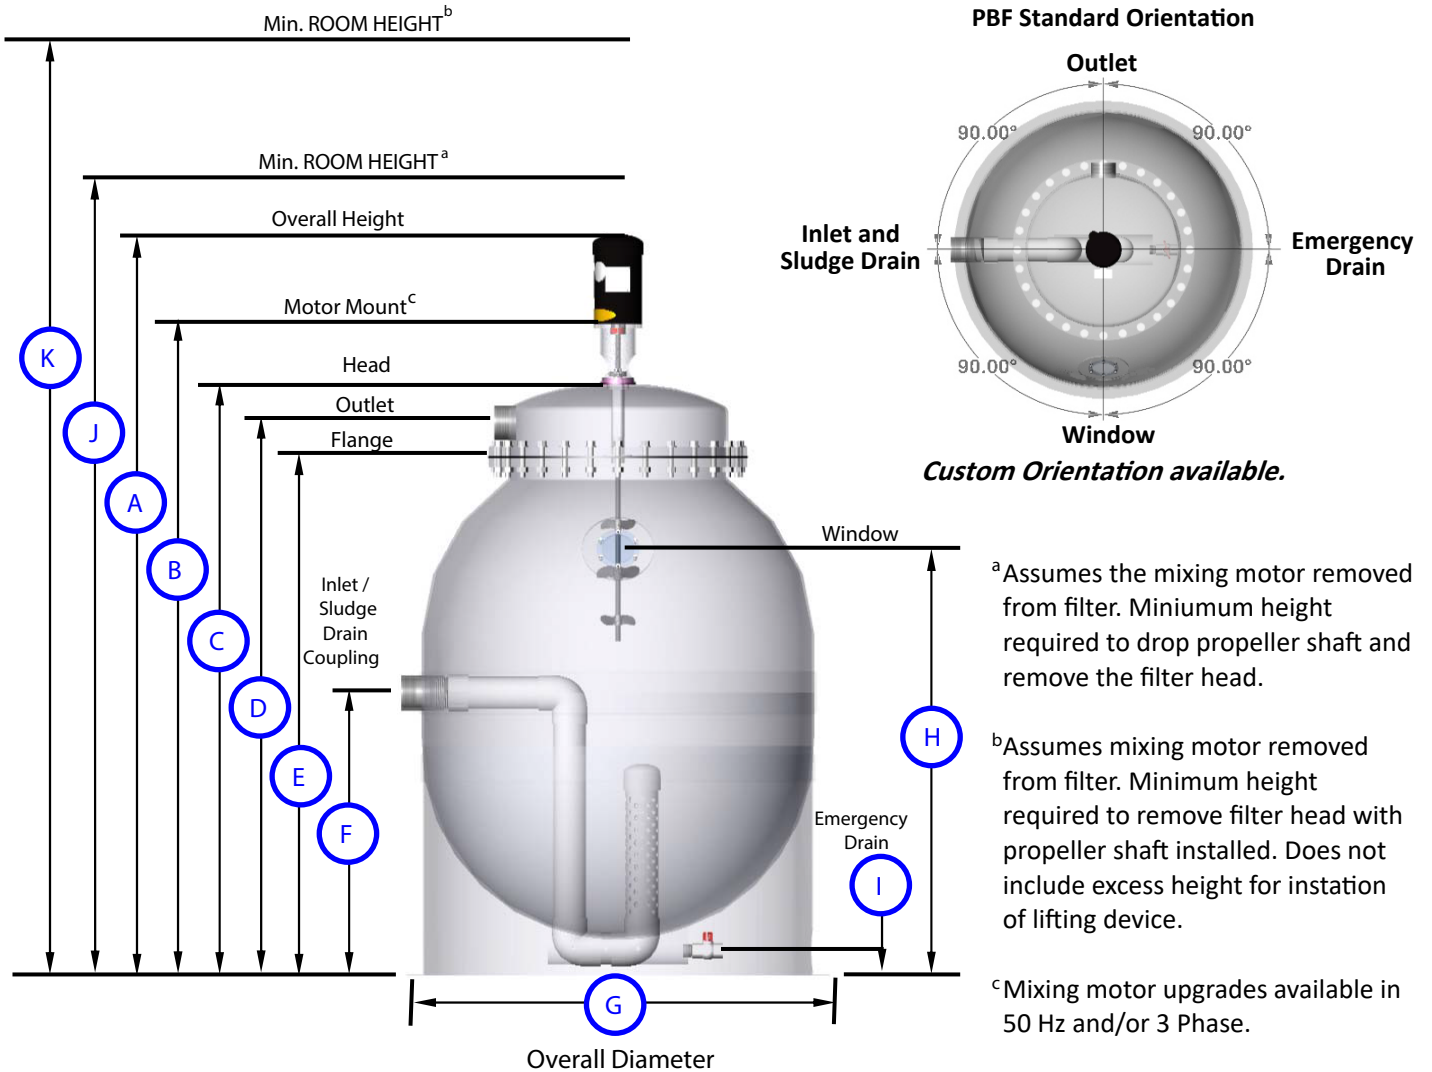 Min. ROOM HEIGHTb
Min. ROOM HEIGHTa
Overall Height
Motor Mountc
Head
Outlet
Flange
Inlet /
Sludge
Drain
Coupling
Window
Emergency
Drain
K
J
A
B
C
D
E
F
H
I
G
Overall Diameter
PBF Standard Orientation
Outlet
90.00°
90.00°
Inlet and
Sludge Drain
Emergency
Drain
90.00°
90.00°
Window
Custom Orientation available.
aAssumes the mixing motor removed
from filter. Miniumum height
required to drop propeller shaft and
remove the filter head.
bAssumes mixing motor removed
from filter. Minimum height
required to remove filter head with
propeller shaft installed. Does not
include excess height for instation
of lifting device.
cMixing motor upgrades available in
50 Hz and/or 3 Phase.